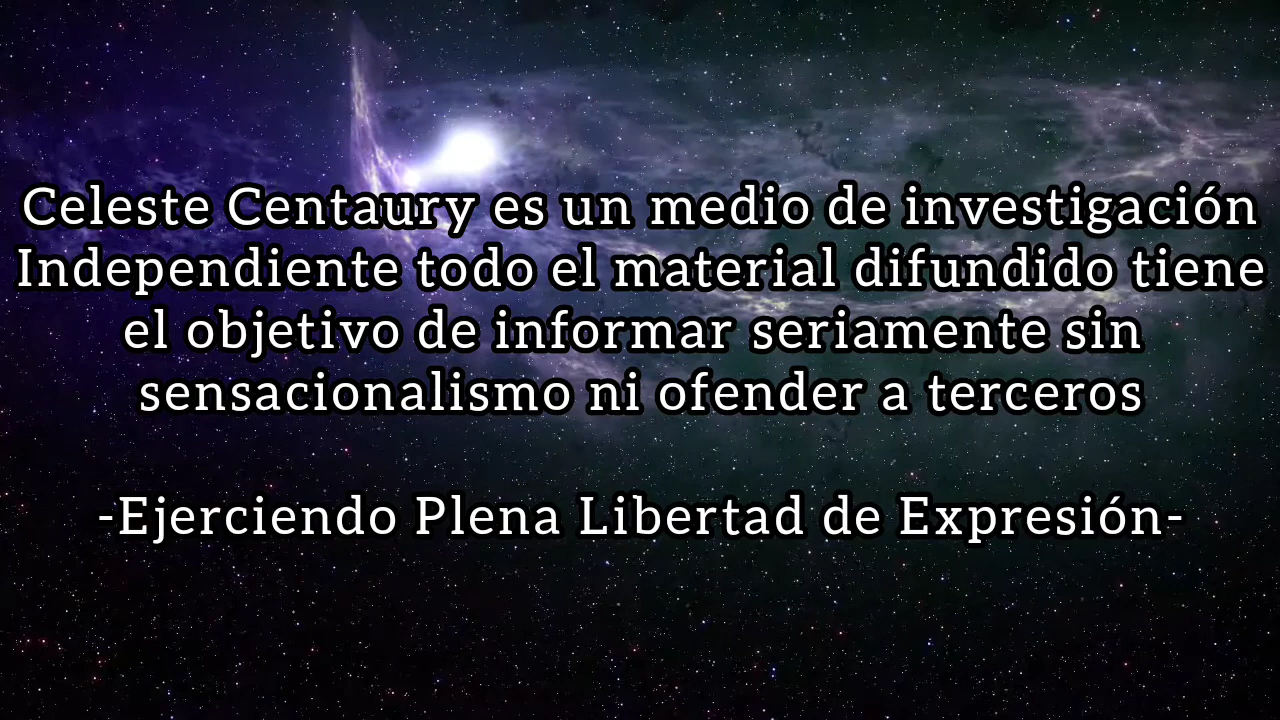 Celeste Centaury es un medio de investigación
Independiente todo el material difundido tiene
el objetivo de informar seriamente sin
sensacionalismo ni ofender a terceros
-Ejerciendo Plena Libertad de Expresión-